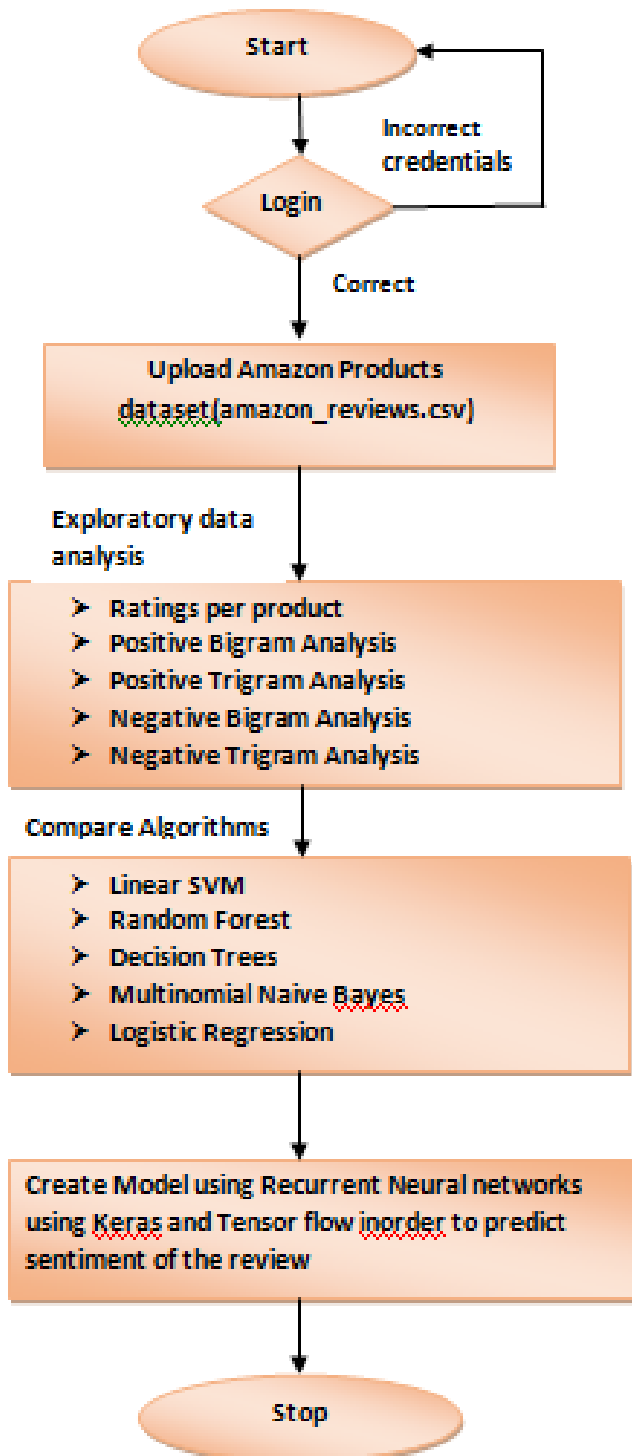 Start
Incorrect
credentials
Login
Correct
Upload Amazon Products
dataset(amazon_reviews.csv)
Exploratory data
analysis
➢ Ratings per product
➢ Positive Bigram Analysis
➢ Positive Trigram Analysis
➢ Negative Bigram Analysis
➢ Negative Trigram Analysis
Compare Algorithms
➢ Linear SVM
➢ Random Forest
➢ Decision Trees
➢ Multinomial Naive Bayes
➢ Logistic Regression
Create Model using Recurrent Neural networks
using Keras and Tensor flow inorder to predict
sentiment of the review
Stop